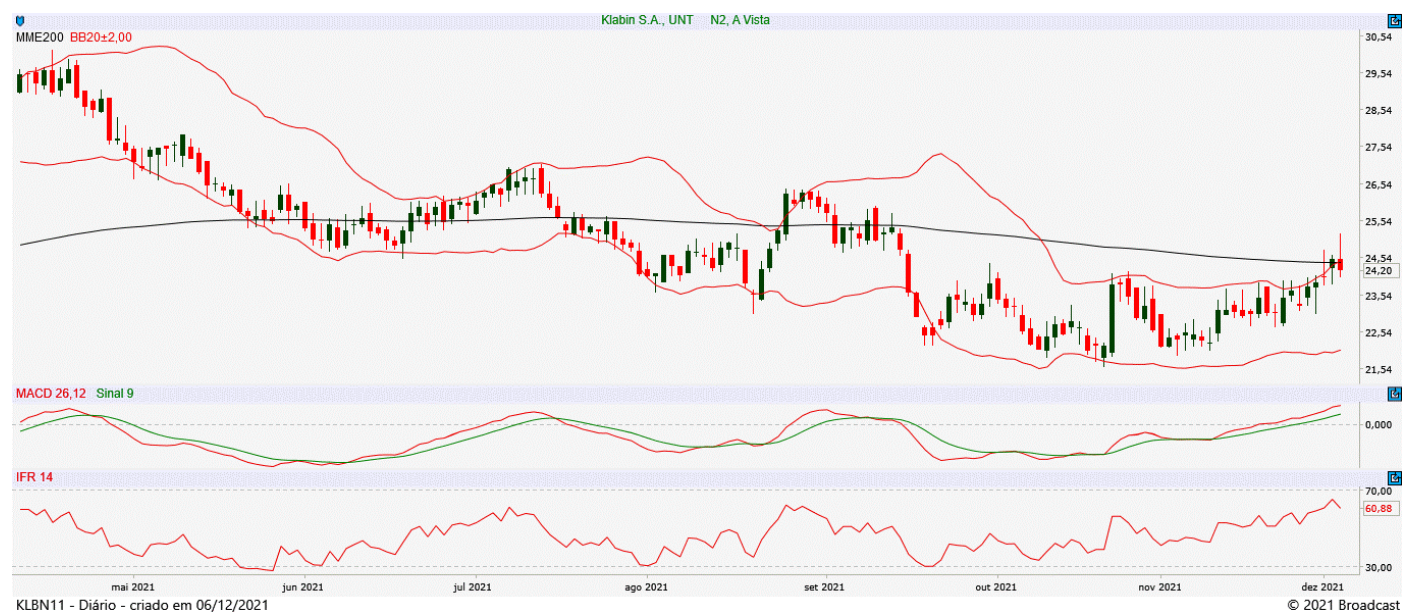 Klabin S.A., UNT N2, A Vista
MME200 BB20±2,00
30,54
29,54
28,54
27,54
26,54
25,54
24,54
24,20
23,54
22,54
21,54
MACD 26,12 Sinal 9
0,000
IFR 14
70,00
60,88
30,00
mai 2021 jun 2021 jul 2021 ago 2021 set 2021 out 2021 nov 2021 dez 2021
KLBN11 - Diário - criado em 06/12/2021 © 2021 Broadcast